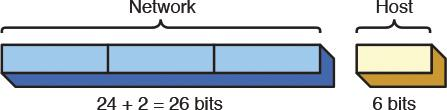 Network
Host
24 + 2 = 26 bits
6 bits